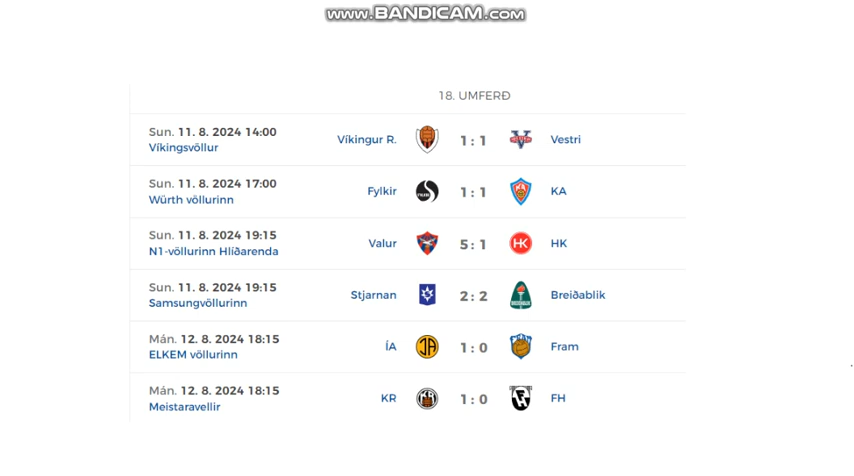 www.BANDICAM.com
18. UMFERÐ
Sun. 11. 8. 2024 14:00
Víkingsvöllur
Víkingur R. 1 : 1 Vestri
Sun. 11. 8. 2024 17:00
Würth völlurinn
Fylkir 1 : 1 KA
Sun. 11. 8. 2024 19:15
N1-völlurinn Hlíðarenda
Valur 5 : 1 HK
Sun. 11. 8. 2024 19:15
Samsungvöllurinn
Stjarnan 2 : 2 Breiðablik
Mán. 12. 8. 2024 18:15
ELKEM völlurinn
ÍA 1 : 0 Fram
Mán. 12. 8. 2024 18:15
Meistaravellir
KR 1 : 0 FH